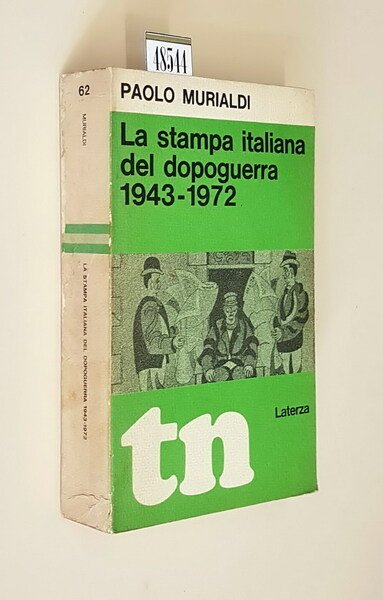 48544
62
MURIALDI
LA STAMPA ITALIANA DEL DOPOGUERRA 1943-1972
PAOLO MURIALDI
La stampa italiana
del dopoguerra
1943-1972
Laterza
tn